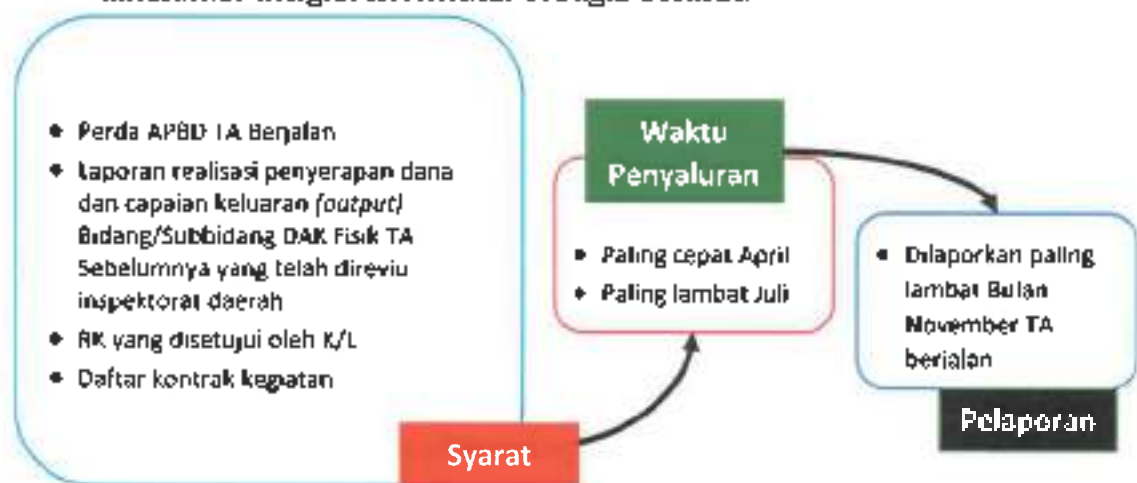 • Perda APBD TA Berjalan
• Laporan realisasi penyerapan dana
dan capaian keluaran (output)
Bidang/Subbidang DAK Fisik TA
Sebelumnya yang telah direviu
inspektorat daerah
• RK yang disetujui oleh K/L
• Daftar kontrak kegiatan
Syarat
Waktu
Penyaluran
• Paling cepat April
• Paling lambat Juli
• Dilaporkan paling
lambat Bulan
November TA
berjalan
Pelaporan